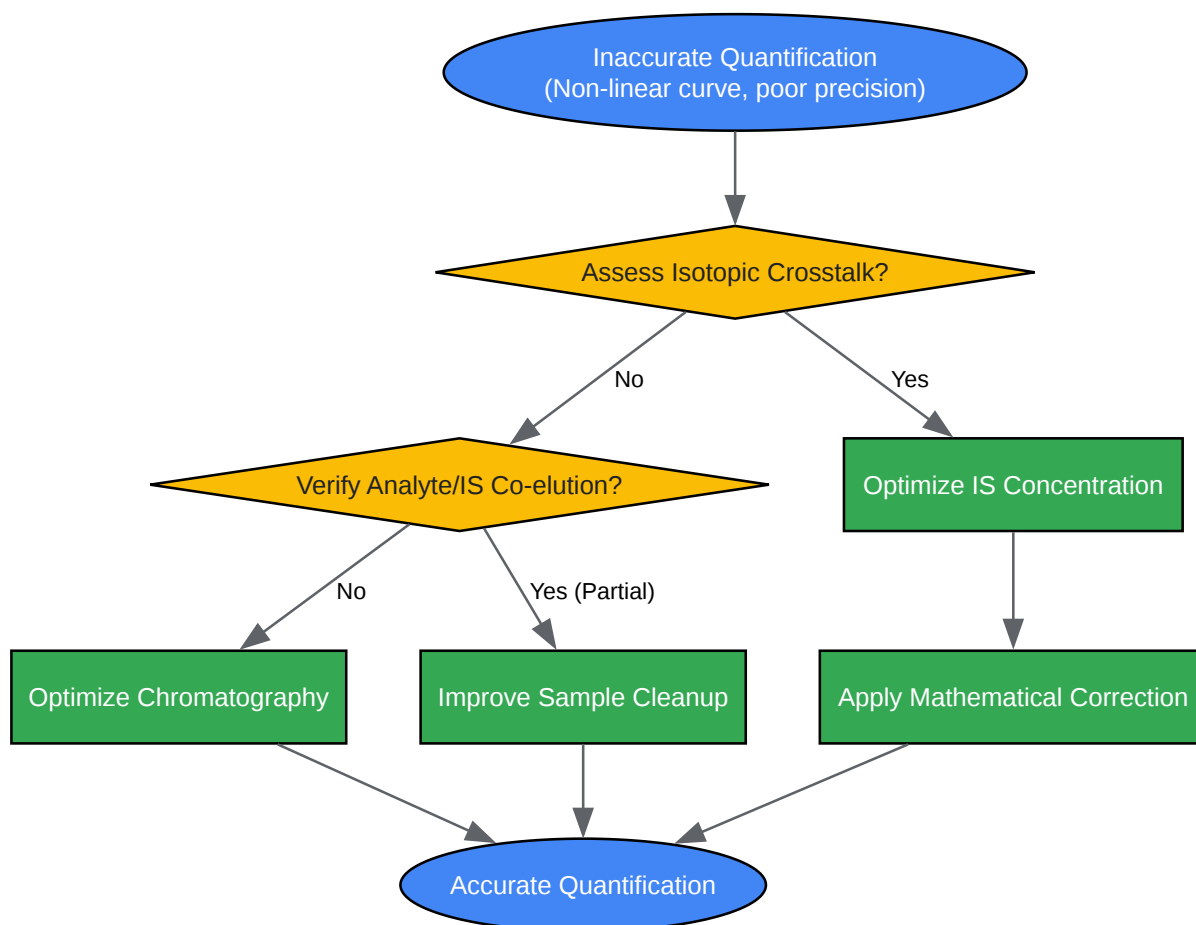 Inaccurate Quantification
(Non-linear curve, poor precision)
Assess Isotopic Crosstalk?
No
Yes
Verify Analyte/IS Co-elution?
Optimize IS Concentration
No
Yes (Partial)
Optimize Chromatography
Improve Sample Cleanup
Apply Mathematical Correction
Accurate Quantification